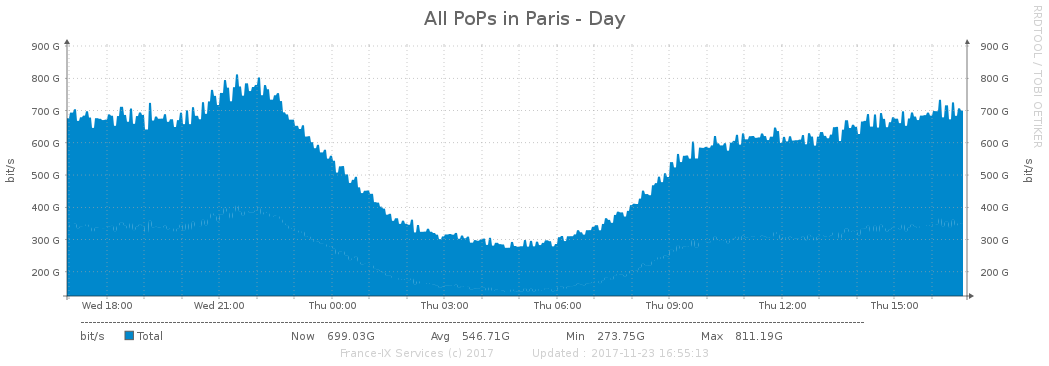 All PoPs in Paris - Day
RRDTOOL / TOBI OETIKER
900 G 900 G
800 G 800 G
700 G 700 G
600 G 600 G
500 G 500 G
400 G 400 G
300 G 300 G
200 G 200 G
bit/s bit/s
Wed 18:00 Wed 21:00 Thu 00:00 Thu 03:00 Thu 06:00 Thu 09:00 Thu 12:00 Thu 15:00
bit/s Total Now 699.03G Avg 546.71G Min 273.75G Max 811.19G
France-IX Services (c) 2017 Updated : 2017-11-23 16:55:13